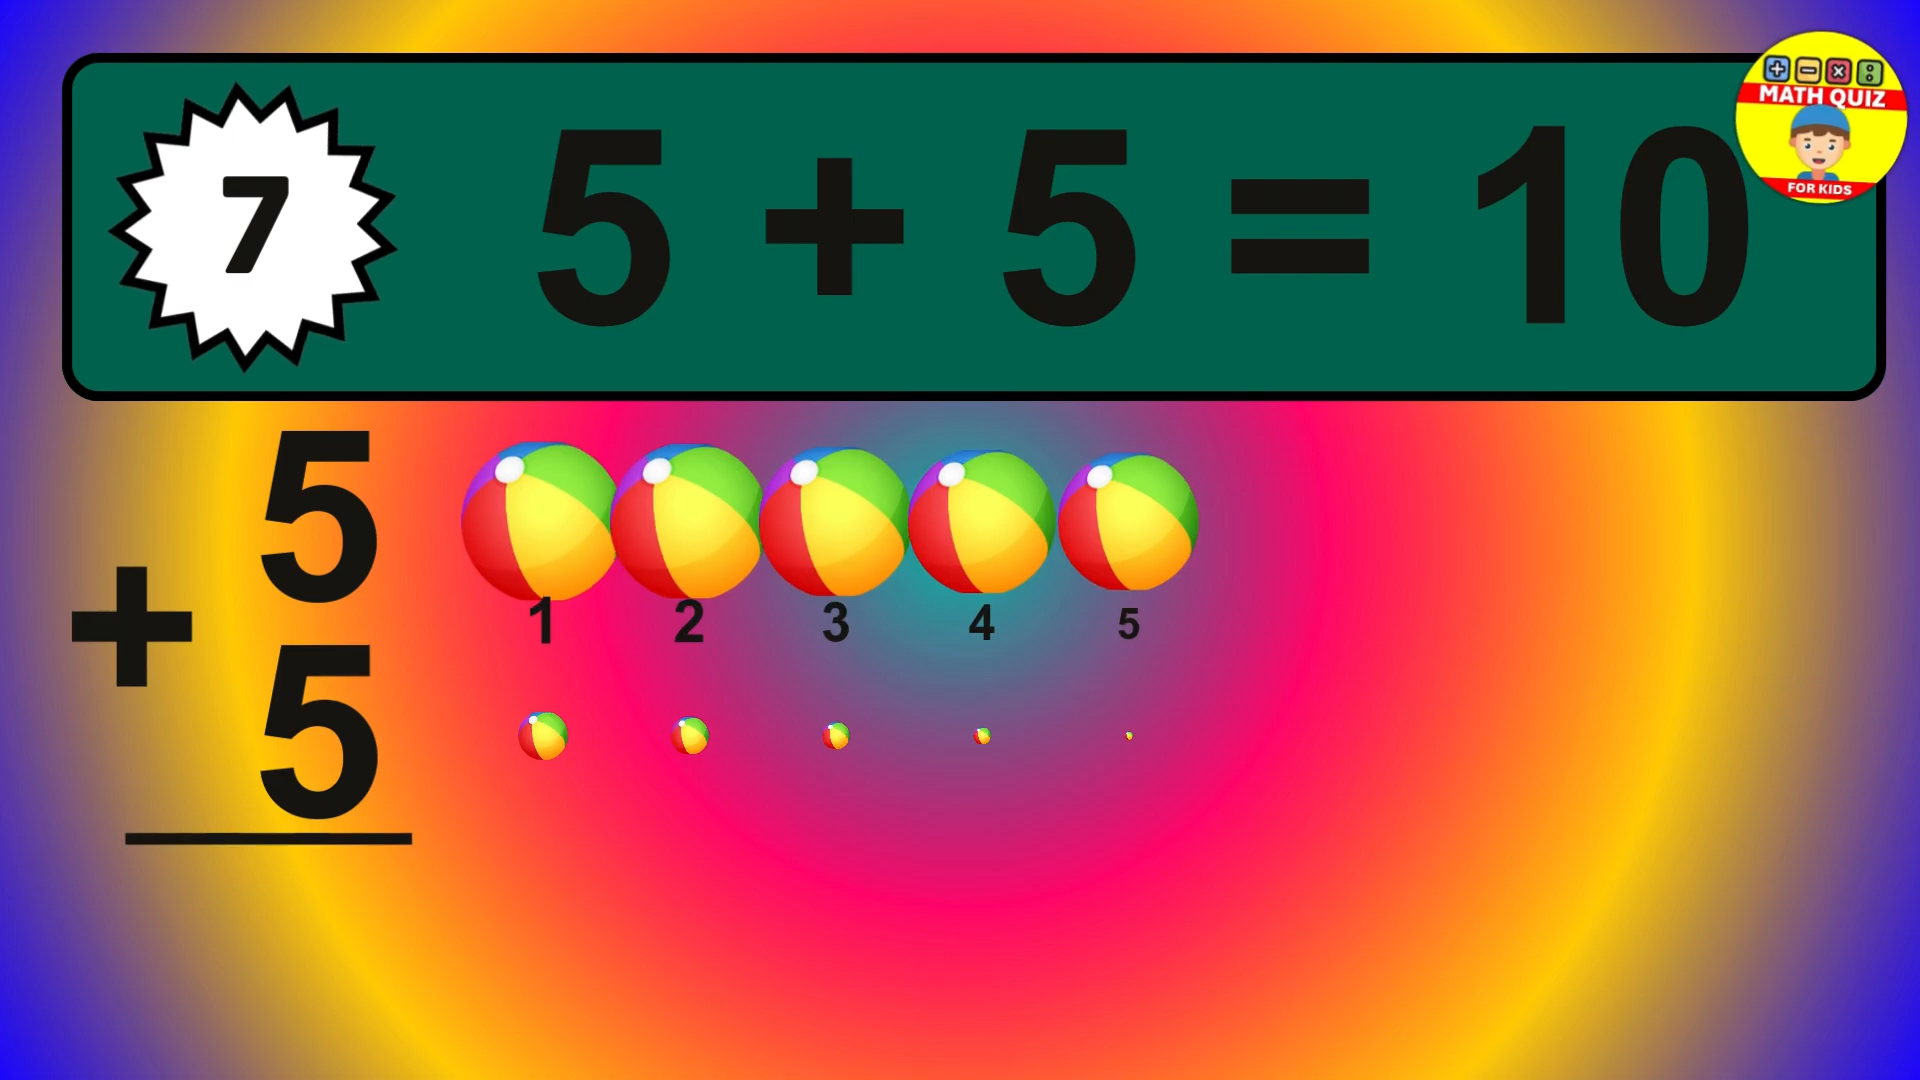 7
5 + 5 = 10
+ − × :
MATH QUIZ
FOR KIDS
5
+
5
1 2 3 4 5